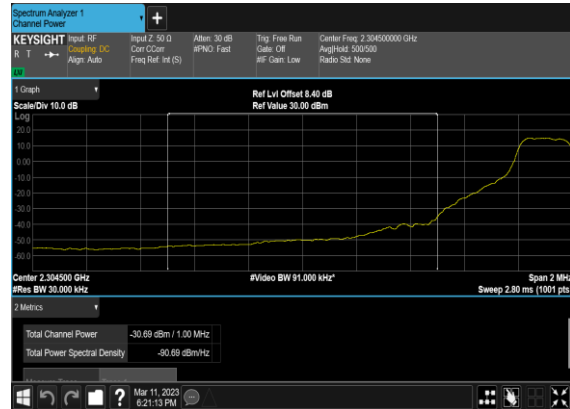 Spectrum Analyzer 1
Channel Power
+
KEYSIGHT Input: RF Input Z: 50 Ω Atten: 30 dB Trig: Free Run Center Freq: 2.304500000 GHz
R T Coupling: DC Corr CCorr #PNO: Fast Gate: Off Avg|Hold: 500/500
Align: Auto Freq Ref: Int (S) #IF Gain: Low Radio Std: None
1 Graph
Ref Lvl Offset 8.40 dB
Scale/Div 10.0 dB Ref Value 30.00 dBm
Log
20.0
10.0
0.00
-10.0
-20.0
-30.0
-40.0
-50.0
-60.0
Center 2.304500 GHz #Video BW 91.000 kHz* Span 2 MHz
#Res BW 30.000 kHz Sweep 2.80 ms (1001 pts
2 Metrics
Total Channel Power -30.69 dBm / 1.00 MHz
Total Power Spectral Density -90.69 dBm/Hz
?
Mar 11, 2023
6:21:13 PM